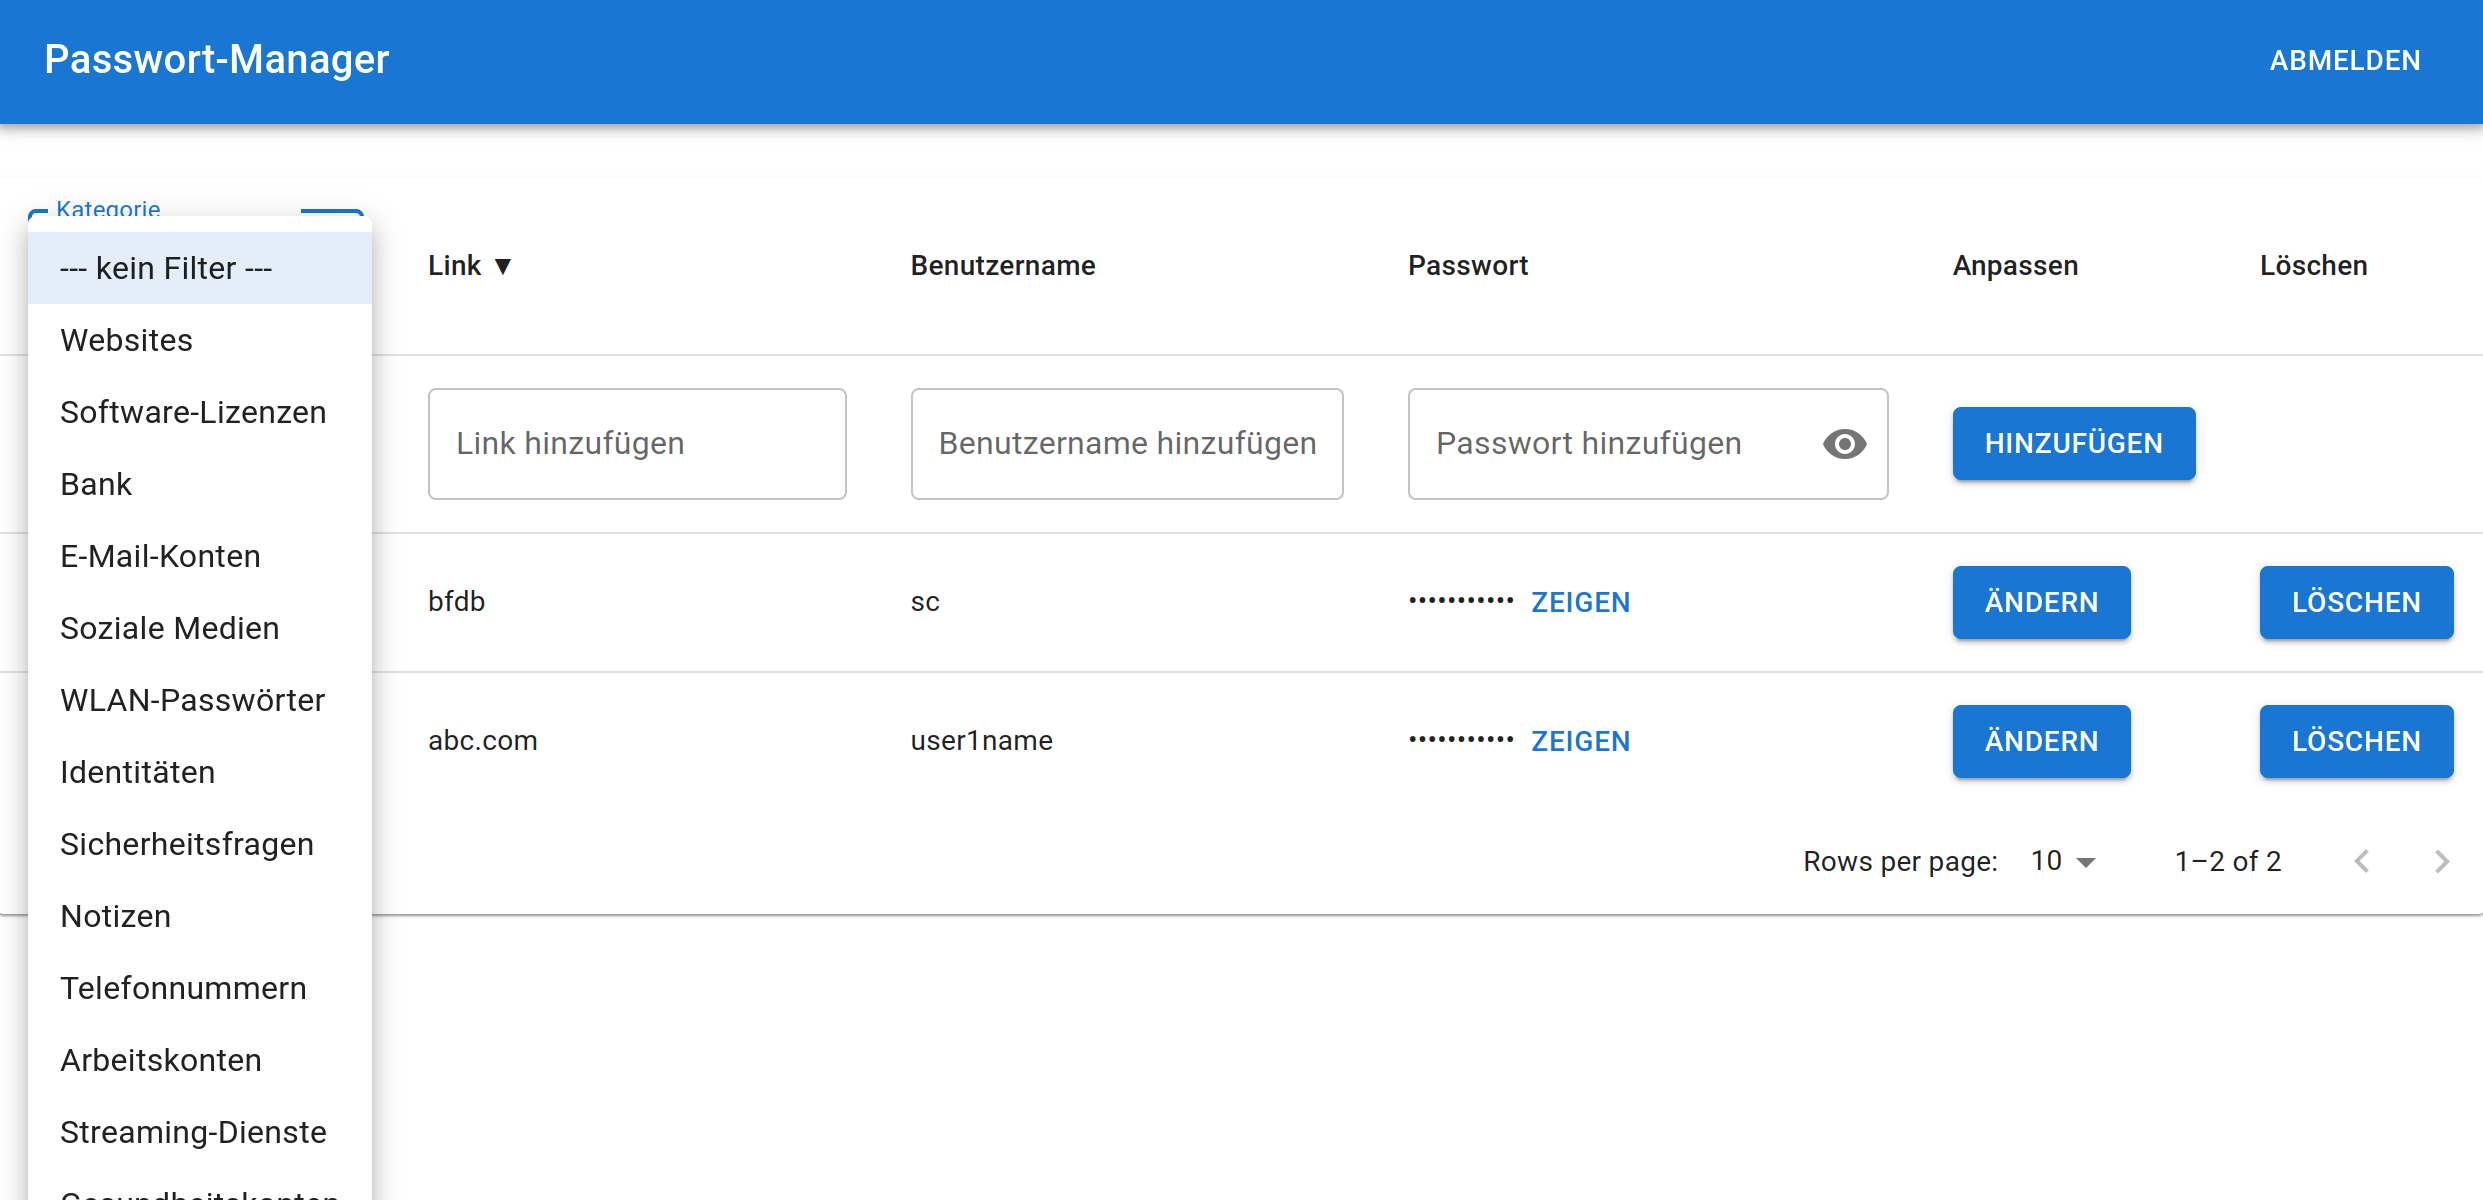 Passwort-Manager
ABMELDEN
Kategorie
--- kein Filter ---
Websites
Software-Lizenzen
Bank
E-Mail-Konten
Soziale Medien
WLAN-Passwörter
Identitäten
Sicherheitsfragen
Notizen
Telefonnummern
Arbeitskonten
Streaming-Dienste
Gesundheitskonten
Link ▼ Benutzername Passwort Anpassen Löschen
Link hinzufügen Benutzername hinzufügen Passwort hinzufügen HINZUFÜGEN
bfdb sc ••••••••••• ZEIGEN ÄNDERN LÖSCHEN
abc.com user1name ••••••••••• ZEIGEN ÄNDERN LÖSCHEN
Rows per page: 10 1–2 of 2